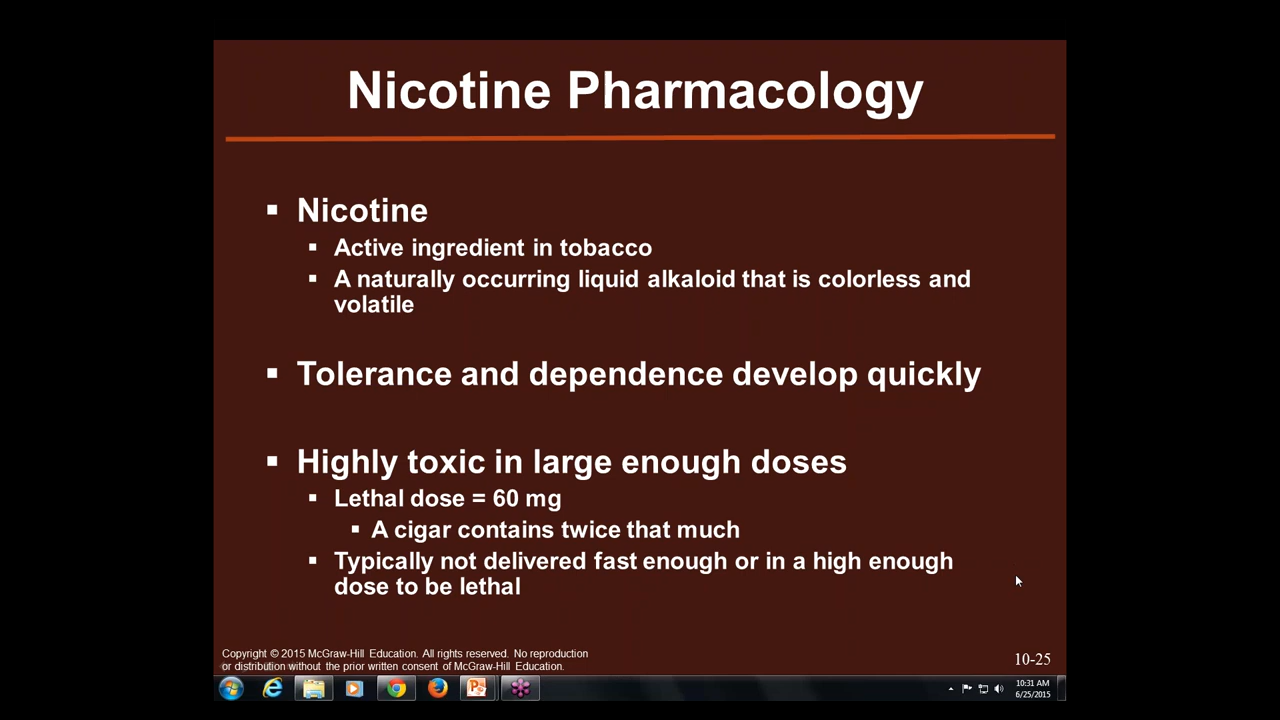 Nicotine Pharmacology
▪ Nicotine
▪ Active ingredient in tobacco
▪ A naturally occurring liquid alkaloid that is colorless and
volatile
▪ Tolerance and dependence develop quickly
▪ Highly toxic in large enough doses
▪ Lethal dose = 60 mg
▪ A cigar contains twice that much
▪ Typically not delivered fast enough or in a high enough
dose to be lethal
Copyright © 2015 McGraw-Hill Education. All rights reserved. No reproduction
or distribution without the prior written consent of McGraw-Hill Education.
10-25
10:31 AM
6/25/2015